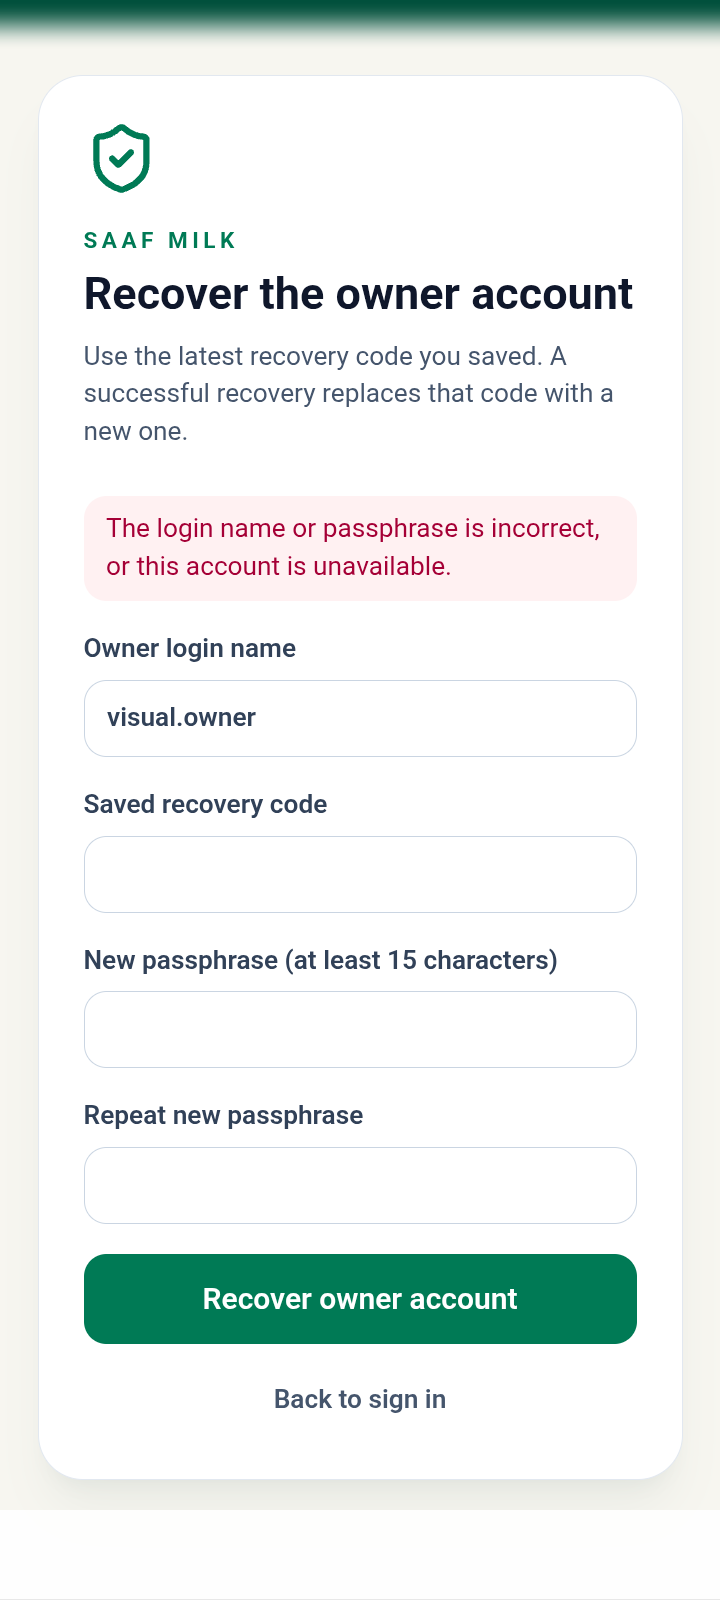 SAAF MILK
Recover the owner account
Use the latest recovery code you saved. A
successful recovery replaces that code with a
new one.
The login name or passphrase is incorrect,
or this account is unavailable.
Owner login name
visual.owner
Saved recovery code
New passphrase (at least 15 characters)
Repeat new passphrase
Recover owner account
Back to sign in